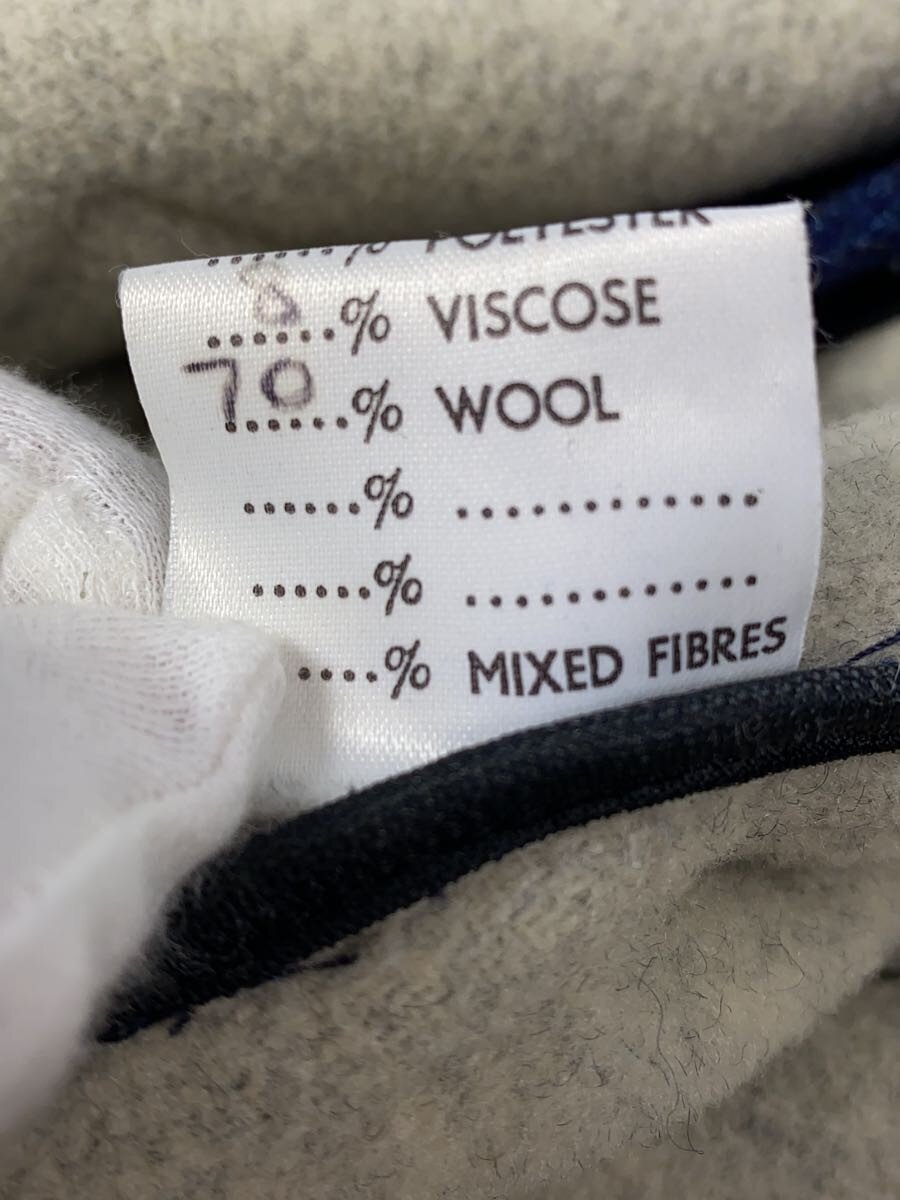 ......% POLYESTER
8......% VISCOSE
70......% WOOL
......% ............
......% ............
....% MIXED FIBRES